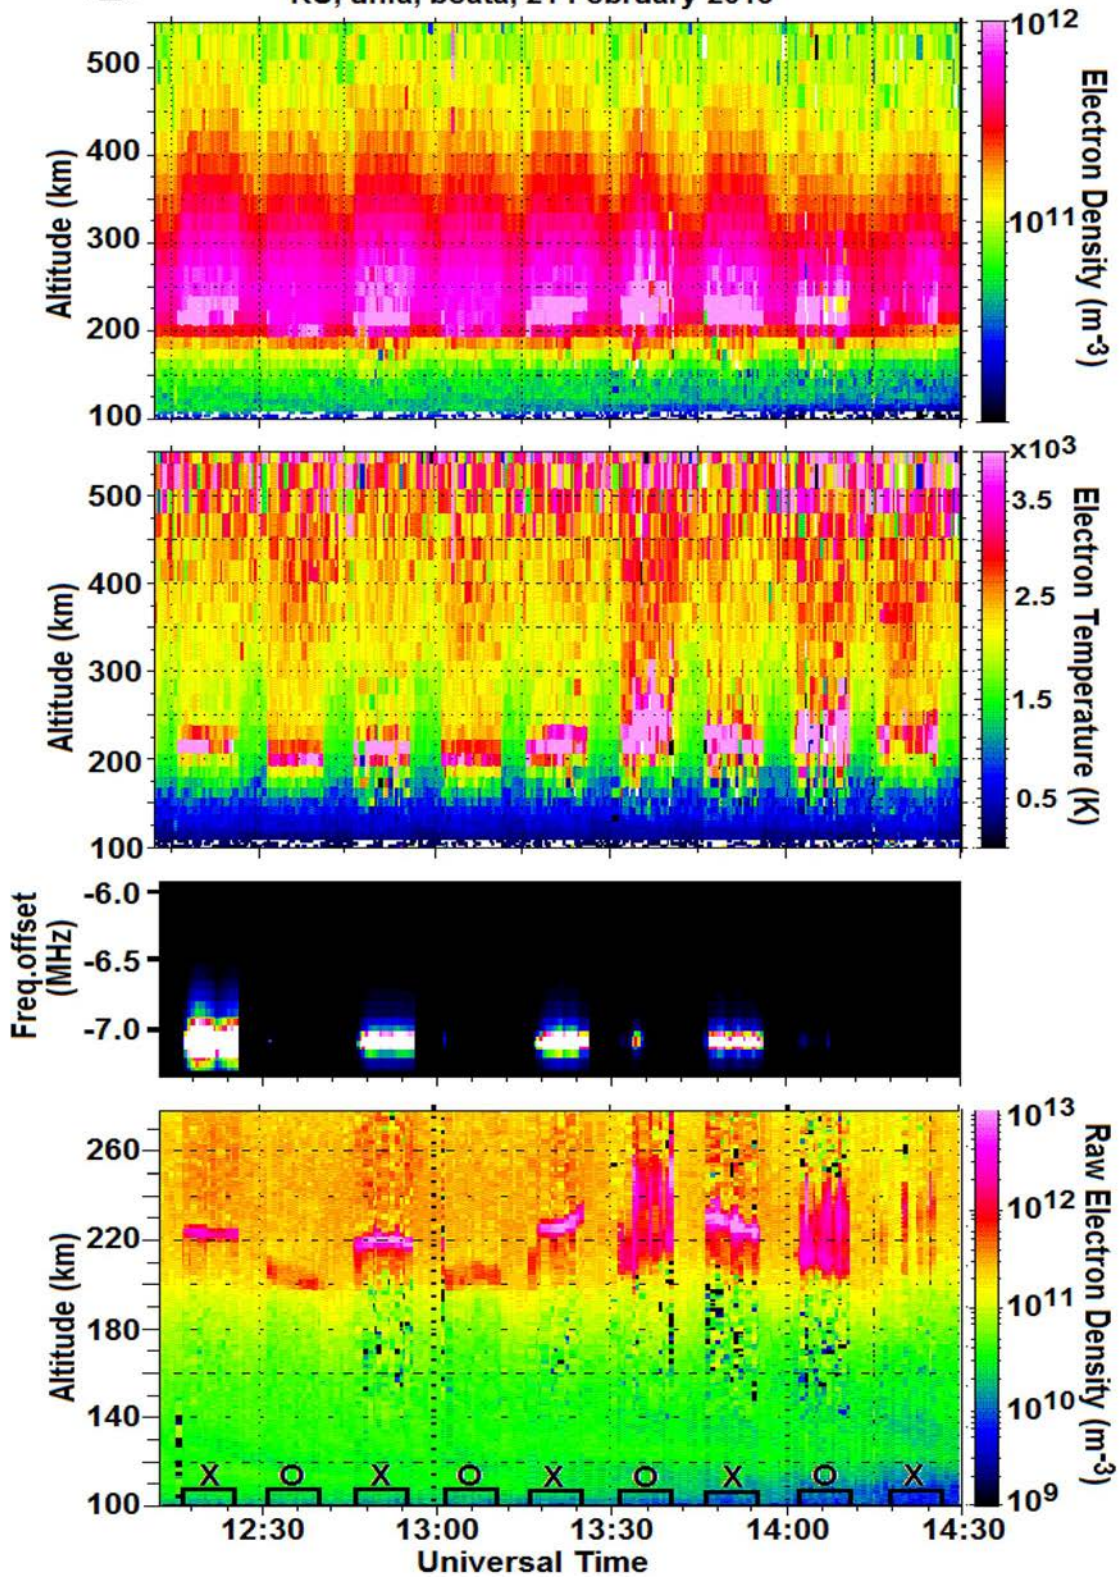 500
400
300
200
100
Altitude (km)
10¹²
10¹¹
Electron Density (m⁻³)
500
400
300
200
100
Altitude (km)
x10³
3.5
2.5
1.5
0.5
Electron Temperature (K)
-6.0
-6.5
-7.0
Freq.offset
(MHz)
260
220
180
140
100
Altitude (km)
X O X O X O X O X
10¹³
10¹²
10¹¹
10¹⁰
10⁹
Raw Electron Density (m⁻³)
12:30 13:00 13:30 14:00 14:30
Universal Time